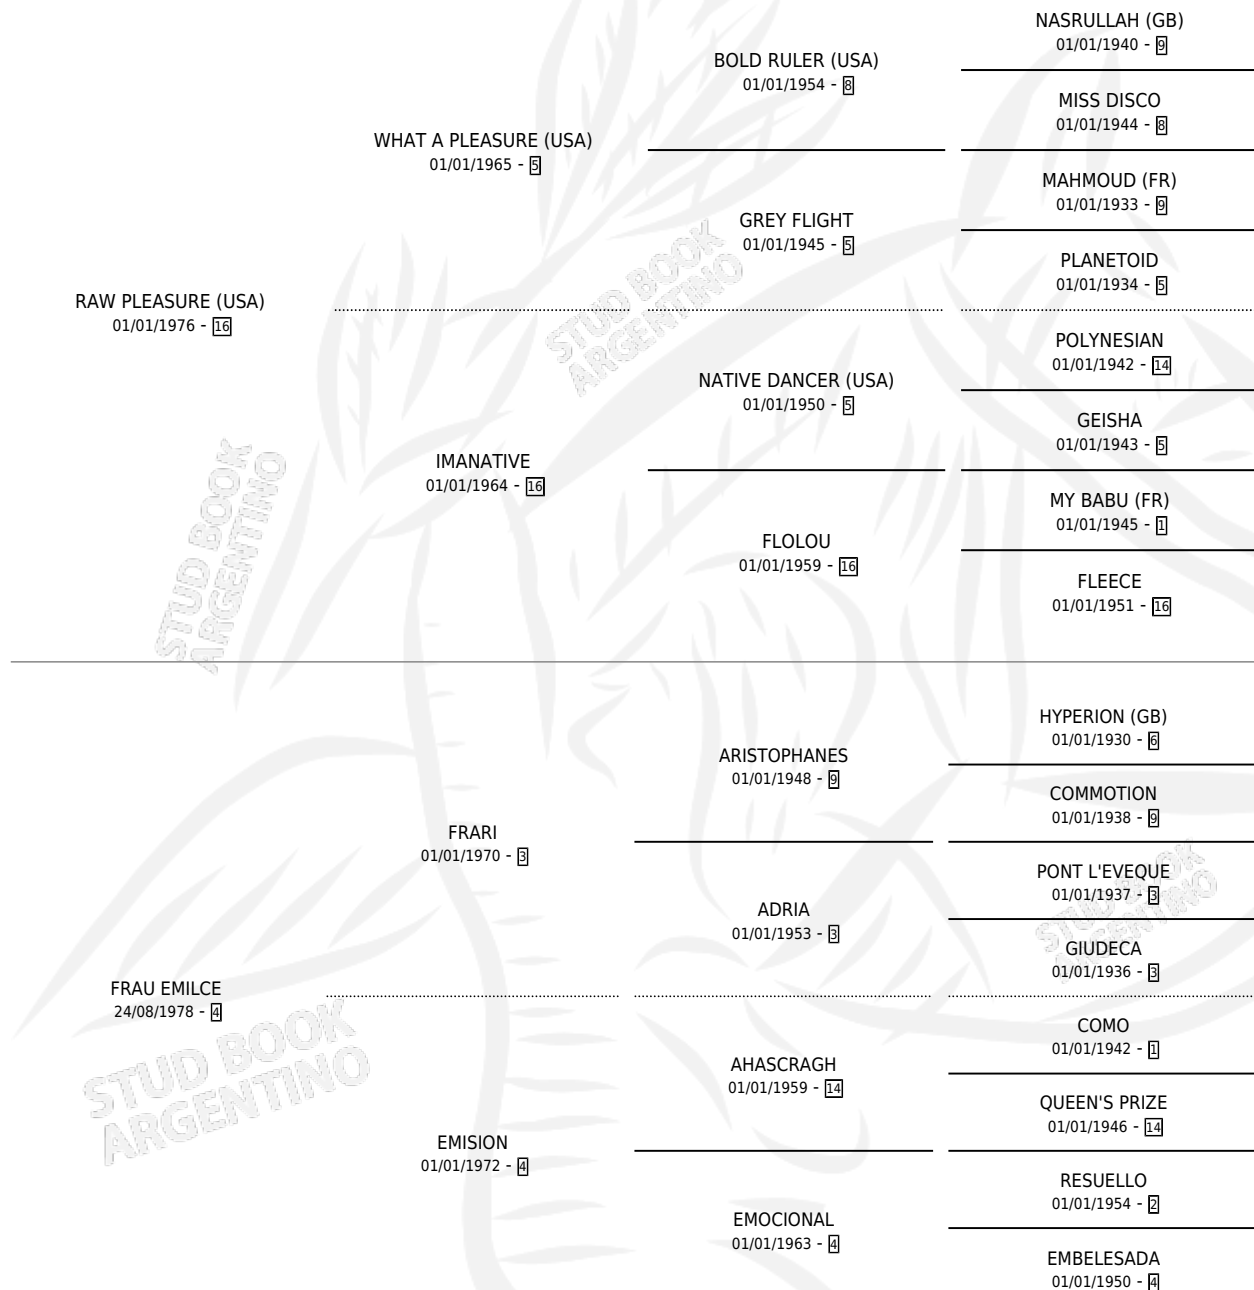 NASRULLAH (GB)
01/01/1940 - 9
BOLD RULER (USA)
01/01/1954 - 8
MISS DISCO
01/01/1944 - 8
WHAT A PLEASURE (USA)
01/01/1965 - 5
MAHMOUD (FR)
01/01/1933 - 9
GREY FLIGHT
01/01/1945 - 5
PLANETOID
01/01/1934 - 5
RAW PLEASURE (USA)
01/01/1976 - 16
STUD BOOK
ARGENTINO
POLYNESIAN
01/01/1942 - 14
NATIVE DANCER (USA)
01/01/1950 - 5
GEISHA
01/01/1943 - 5
IMANATIVE
01/01/1964 - 16
MY BABU (FR)
01/01/1945 - 1
FLOLOU
01/01/1959 - 16
FLEECE
01/01/1951 - 16
STUD BOOK
ARGENTINO
HYPERION (GB)
01/01/1930 - 6
ARISTOPHANES
01/01/1948 - 9
COMMOTION
01/01/1938 - 9
FRARI
01/01/1970 - 3
PONT L'EVEQUE
01/01/1937 - 3
STUD BOOK
ARGENTINO
ADRIA
01/01/1953 - 3
GIUDECA
01/01/1936 - 3
FRAU EMILCE
24/08/1978 - 4
STUD BOOK
ARGENTINO
COMO
01/01/1942 - 1
AHASCRAGH
01/01/1959 - 14
QUEEN'S PRIZE
01/01/1946 - 14
EMISION
01/01/1972 - 4
RESUELLO
01/01/1954 - 2
EMOCIONAL
01/01/1963 - 4
EMBELESADA
01/01/1950 - 4